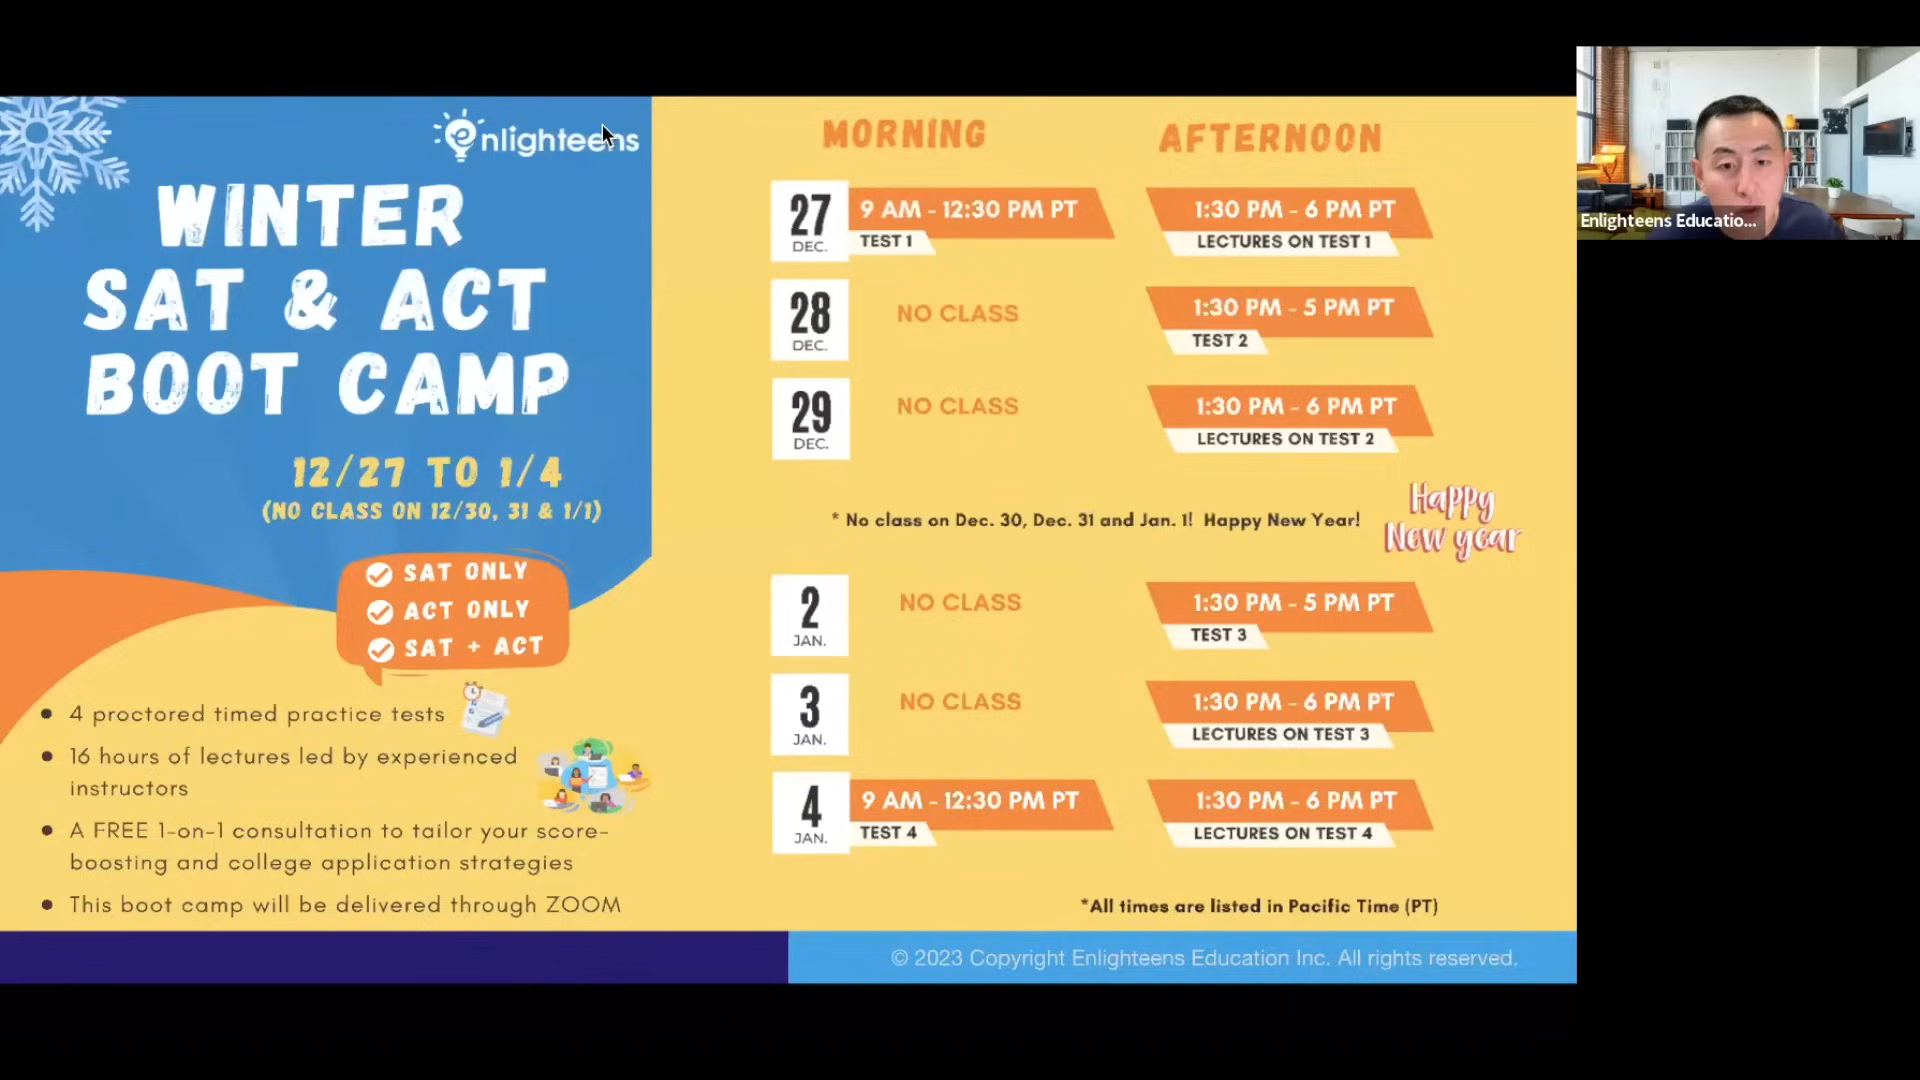 enlighteens
WINTER
SAT & ACT
BOOT CAMP
12/27 TO 1/4
(NO CLASS ON 12/30, 31 & 1/1)
SAT ONLY
ACT ONLY
SAT + ACT
• 4 proctored timed practice tests
• 16 hours of lectures led by experienced
instructors
• A FREE 1-on-1 consultation to tailor your score-
boosting and college application strategies
• This boot camp will be delivered through ZOOM
MORNING AFTERNOON
27 DEC. 9 AM - 12:30 PM PT 1:30 PM - 6 PM PT
TEST 1 LECTURES ON TEST 1
28 DEC. NO CLASS 1:30 PM - 5 PM PT
TEST 2
29 DEC. NO CLASS 1:30 PM - 6 PM PT
LECTURES ON TEST 2
* No class on Dec. 30, Dec. 31 and Jan. 1! Happy New Year!
Happy
New year
2 JAN. NO CLASS 1:30 PM - 5 PM PT
TEST 3
3 JAN. NO CLASS 1:30 PM - 6 PM PT
LECTURES ON TEST 3
4 JAN. 9 AM - 12:30 PM PT 1:30 PM - 6 PM PT
TEST 4 LECTURES ON TEST 4
*All times are listed in Pacific Time (PT)
© 2023 Copyright Enlighteens Education Inc. All rights reserved.
Enlighteens Educatio...